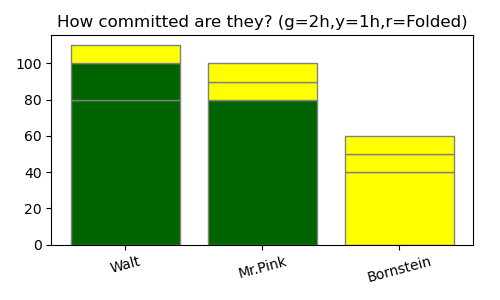 How committed are they? (g=2h,y=1h,r=Folded)
100
80
60
40
20
0
Walt
Mr.Pink
Bornstein